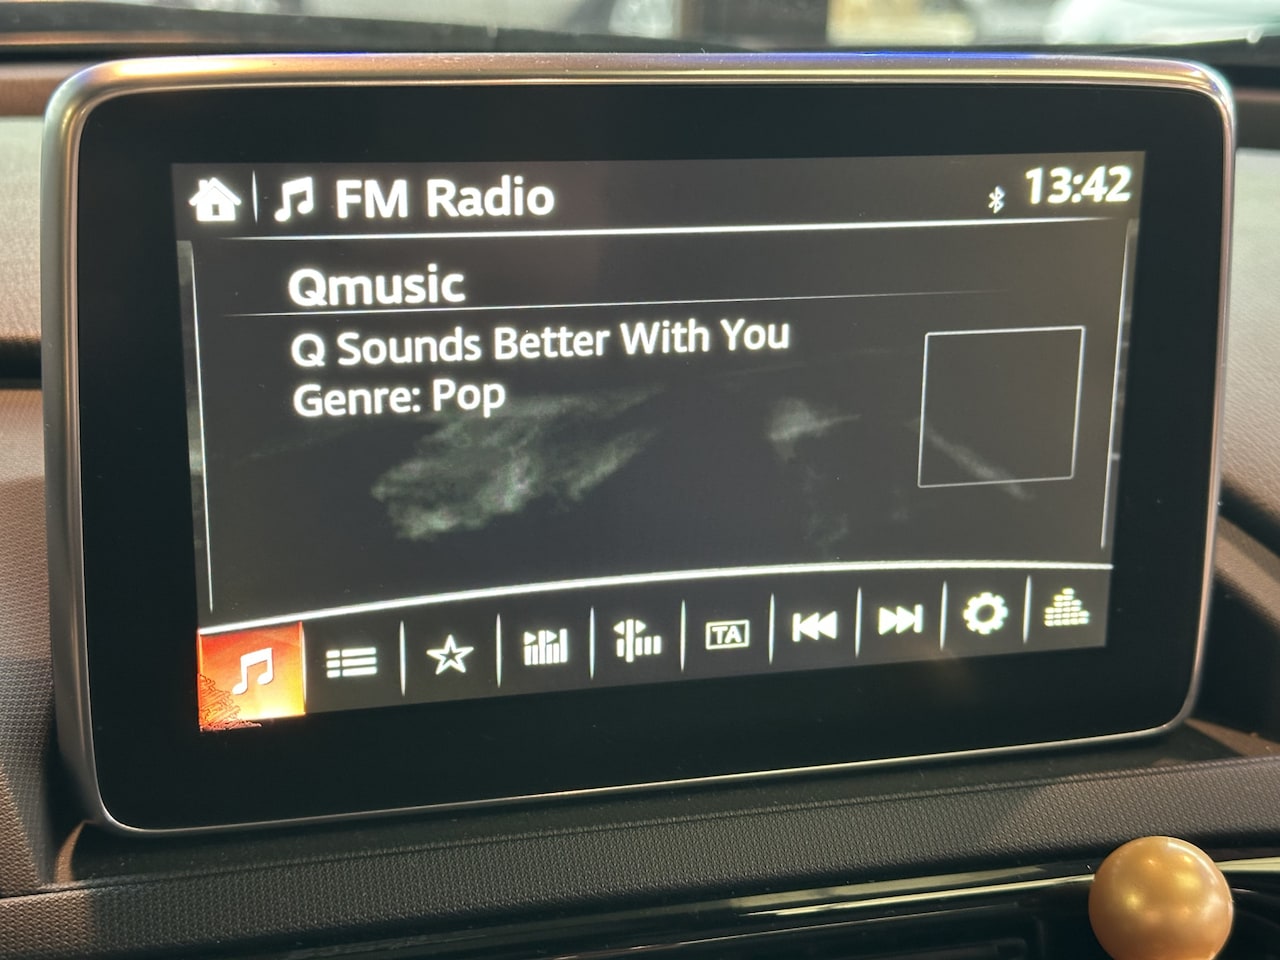 FM Radio 13:42
Qmusic
Q Sounds Better With You
Genre: Pop
TA